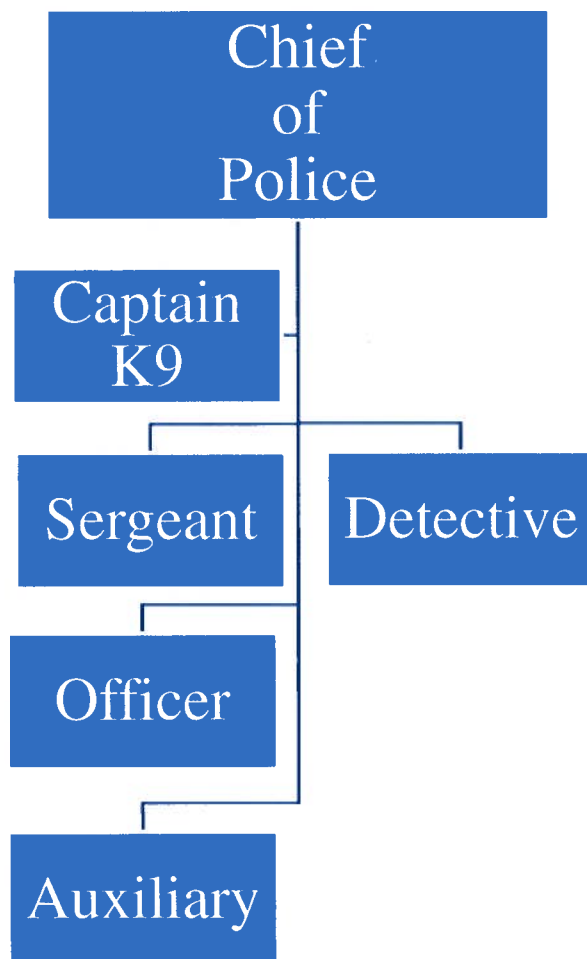 Chief
of
Police
Captain
K9
Sergeant
Detective
Officer
Auxiliary